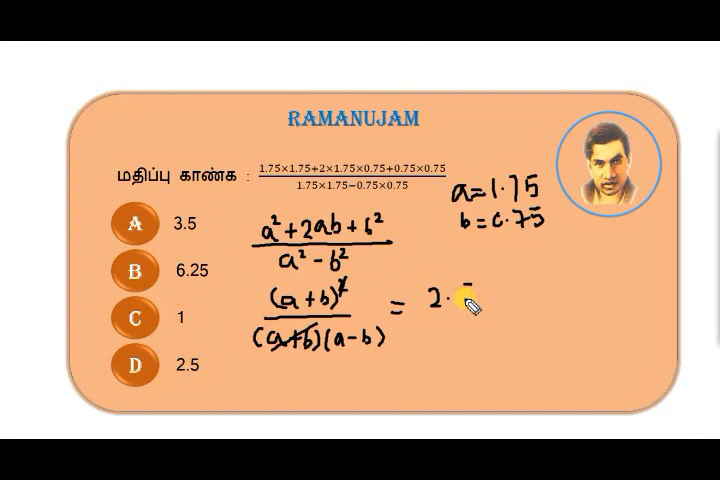 RAMANUJAM
மதிப்பு காண்க : (1.75×1.75+2×1.75×0.75+0.75×0.75)/(1.75×1.75−0.75×0.75)
a=1.75
b=0.75
A 3.5
B 6.25
C 1
D 2.5
a²+2ab+b²
a²-b²
(a+b)²
(a+b)(a-b)
= 2.